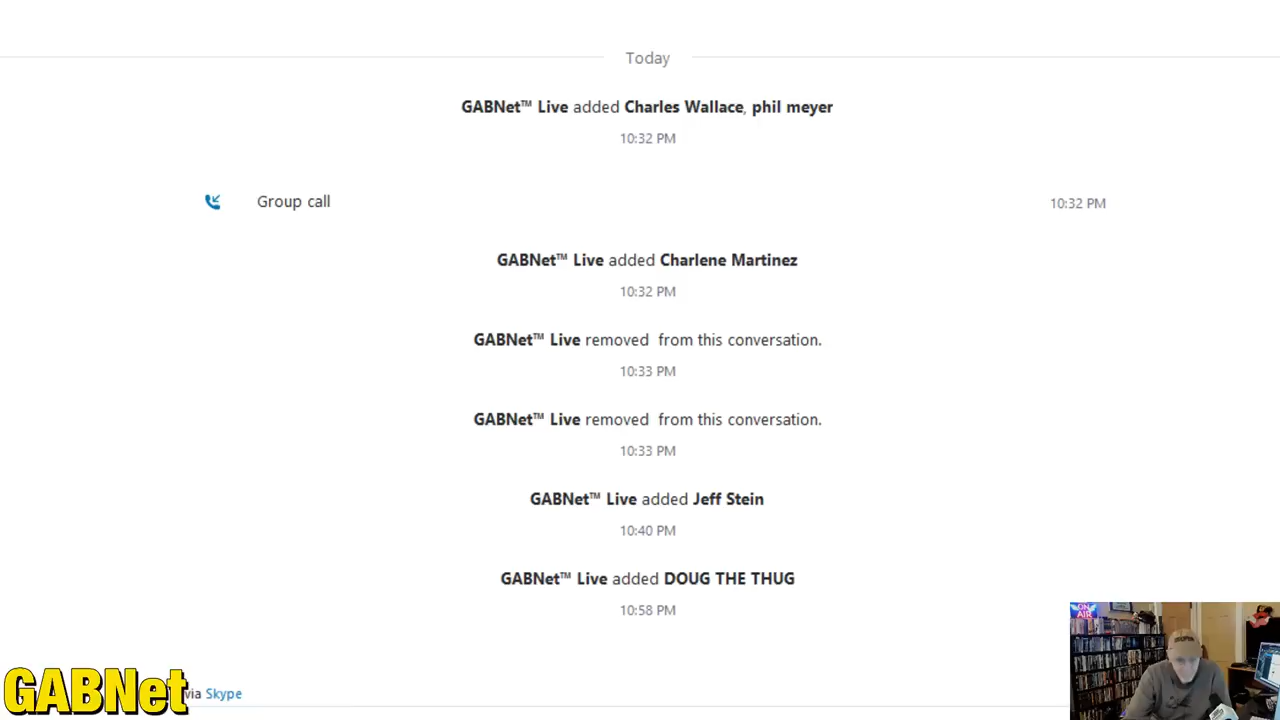 Today
GABNet™ Live added Charles Wallace, phil meyer
10:32 PM
Group call
10:32 PM
GABNet™ Live added Charlene Martinez
10:32 PM
GABNet™ Live removed  from this conversation.
10:33 PM
GABNet™ Live removed  from this conversation.
10:33 PM
GABNet™ Live added Jeff Stein
10:40 PM
GABNet™ Live added DOUG THE THUG
10:58 PM
ON AIR
GABNet
via Skype